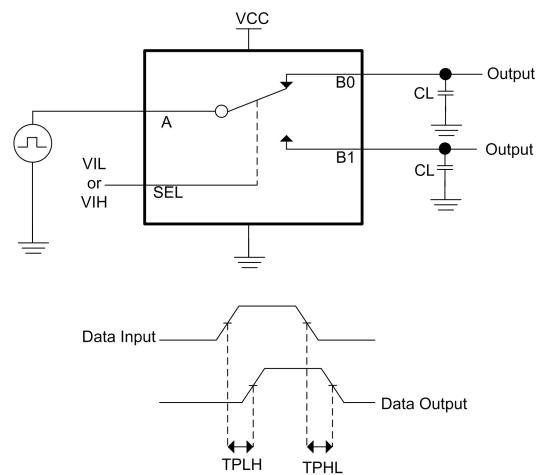 VCC
B0
Output
CL
A
B1
Output
CL
VIL
or
VIH
SEL
Data Input
Data Output
TPLH
TPHL